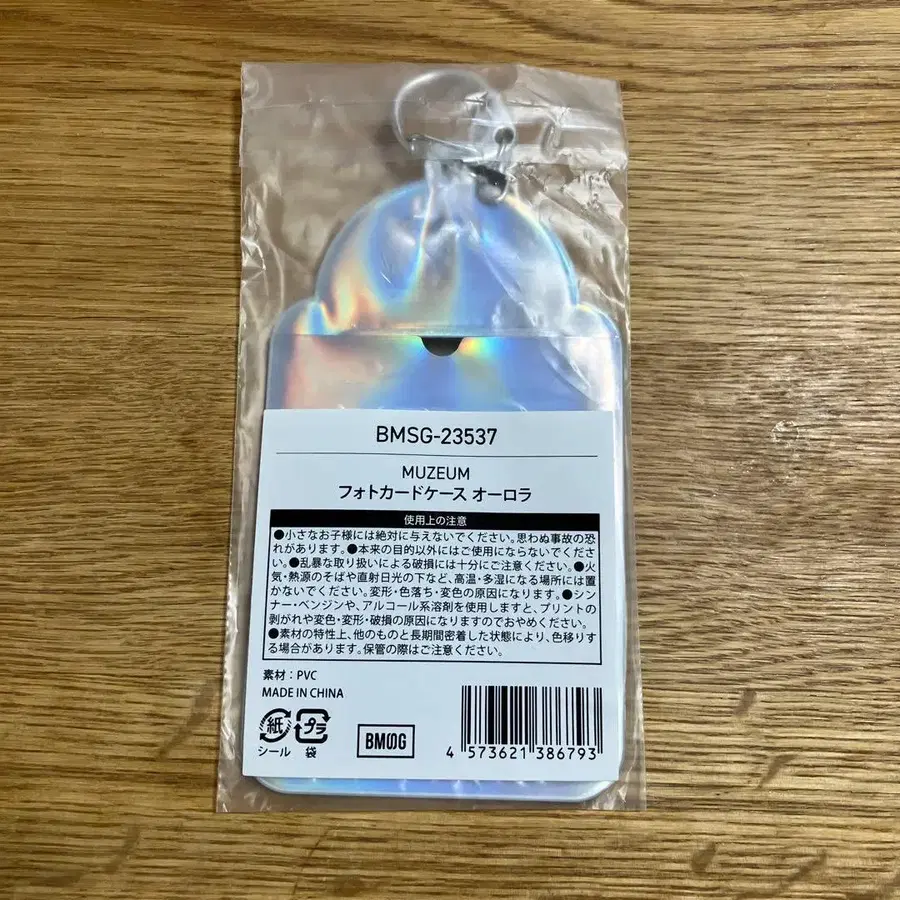 BMSG-23537
MUZEUM
フォトカードケース オーロラ
使用上の注意
●小さなお子様には絶対に与えないでください。思わぬ事故の恐
れがあります。●本来の目的以外にはご使用にならないでくださ
い。●乱暴な取り扱いによる破損には十分にご注意ください。●火
気・熱源のそばや直射日光の下など、高温・多湿になる場所には置
かないでください。変形・色落ち・変色の原因になります。●シン
ナー・ベンジンや、アルコール系溶剤を使用しますと、プリントの
剥がれや変色・変形・破損の原因になりますのでおやめください。
●素材の特性上、他のものと長期間密着した状態により、色移りす
る場合があります。保管の際はご注意ください。
素材：PVC
MADE IN CHINA
紙 プラ
シール 袋
BMSG
4 573621 386793